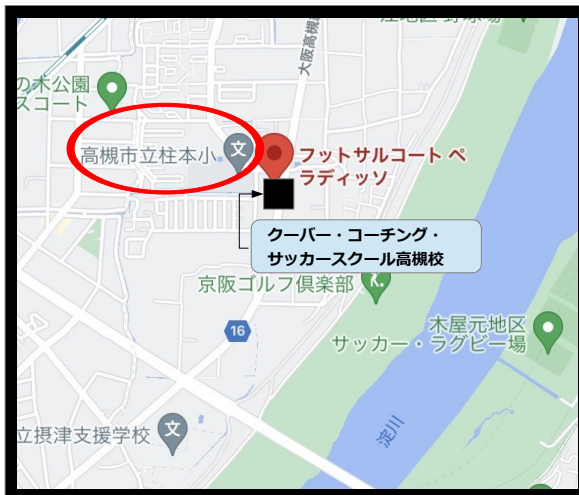 の木公園
スコート
大阪高槻
高槻市立柱本小
文
フットサルコート ペ
ラディッソ
クーバー・コーチング・
サッカースクール高槻校
京阪ゴルフ倶楽部
16
木屋元地区
サッカー・ラグビー場
淀川
立摂津支援学校
文